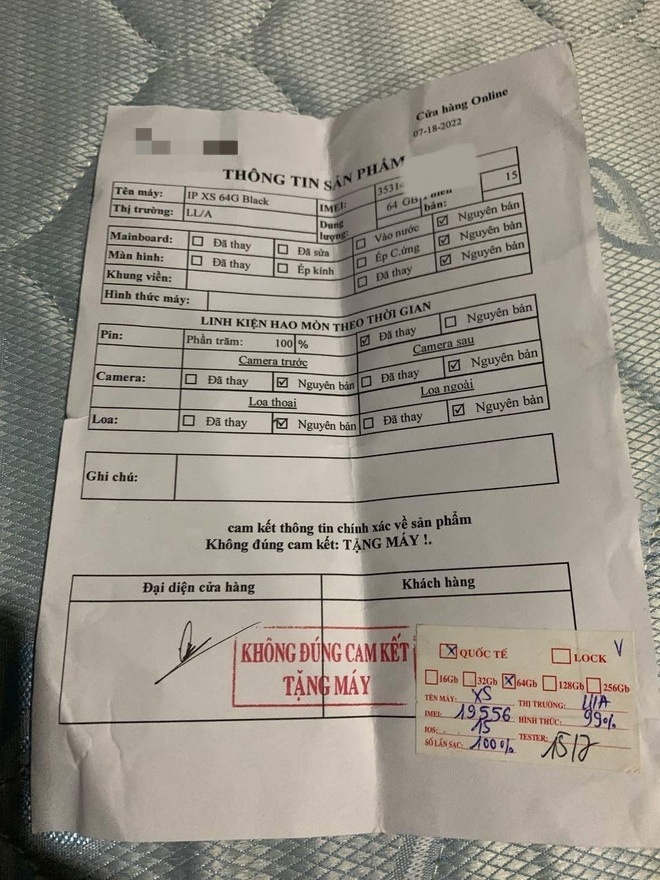 Cửa hàng Online
07-18-2022
THÔNG TIN SẢN PHẨM
Tên máy: IP XS 64G Black IMEI: 3531
Thị trường: LL/A Dung lượng: 64 GB bản: 15
Mainboard: ☐ Đã thay ☐ Đã sửa ☐ Vào nước ☑ Nguyên bản
Màn hình: ☐ Đã thay ☐ Ép kính ☐ Ép C.ứng ☑ Nguyên bản
Khung viền: ☐ Đã thay ☑ Nguyên bản
Hình thức máy:
LINH KIỆN HAO MÒN THEO THỜI GIAN
Pin: Phần trăm: 100 % ☑ Đã thay ☐ Nguyên bản
Camera trước Camera sau
Camera: ☐ Đã thay ☑ Nguyên bản ☐ Đã thay ☑ Nguyên bản
Loa thoại Loa ngoài
Loa: ☐ Đã thay ☑ Nguyên bản ☐ Đã thay ☑ Nguyên bản
Ghi chú:
cam kết thông tin chính xác về sản phẩm
Không đúng cam kết: TẶNG MÁY !.
Đại diện cửa hàng Khách hàng
KHÔNG ĐÚNG CAM KẾT
TẶNG MÁY
☒ QUỐC TẾ ☐ LOCK V
☐ 16Gb ☐ 32Gb ☒ 64Gb ☐ 128Gb ☐ 256Gb
TÊN MÁY: XS THỊ TRƯỜNG: LL/A
IMEI: 19556 HÌNH THỨC: 99%
IOS: 15
SỐ LẦN SẠC: 100% TESTER: 15/7